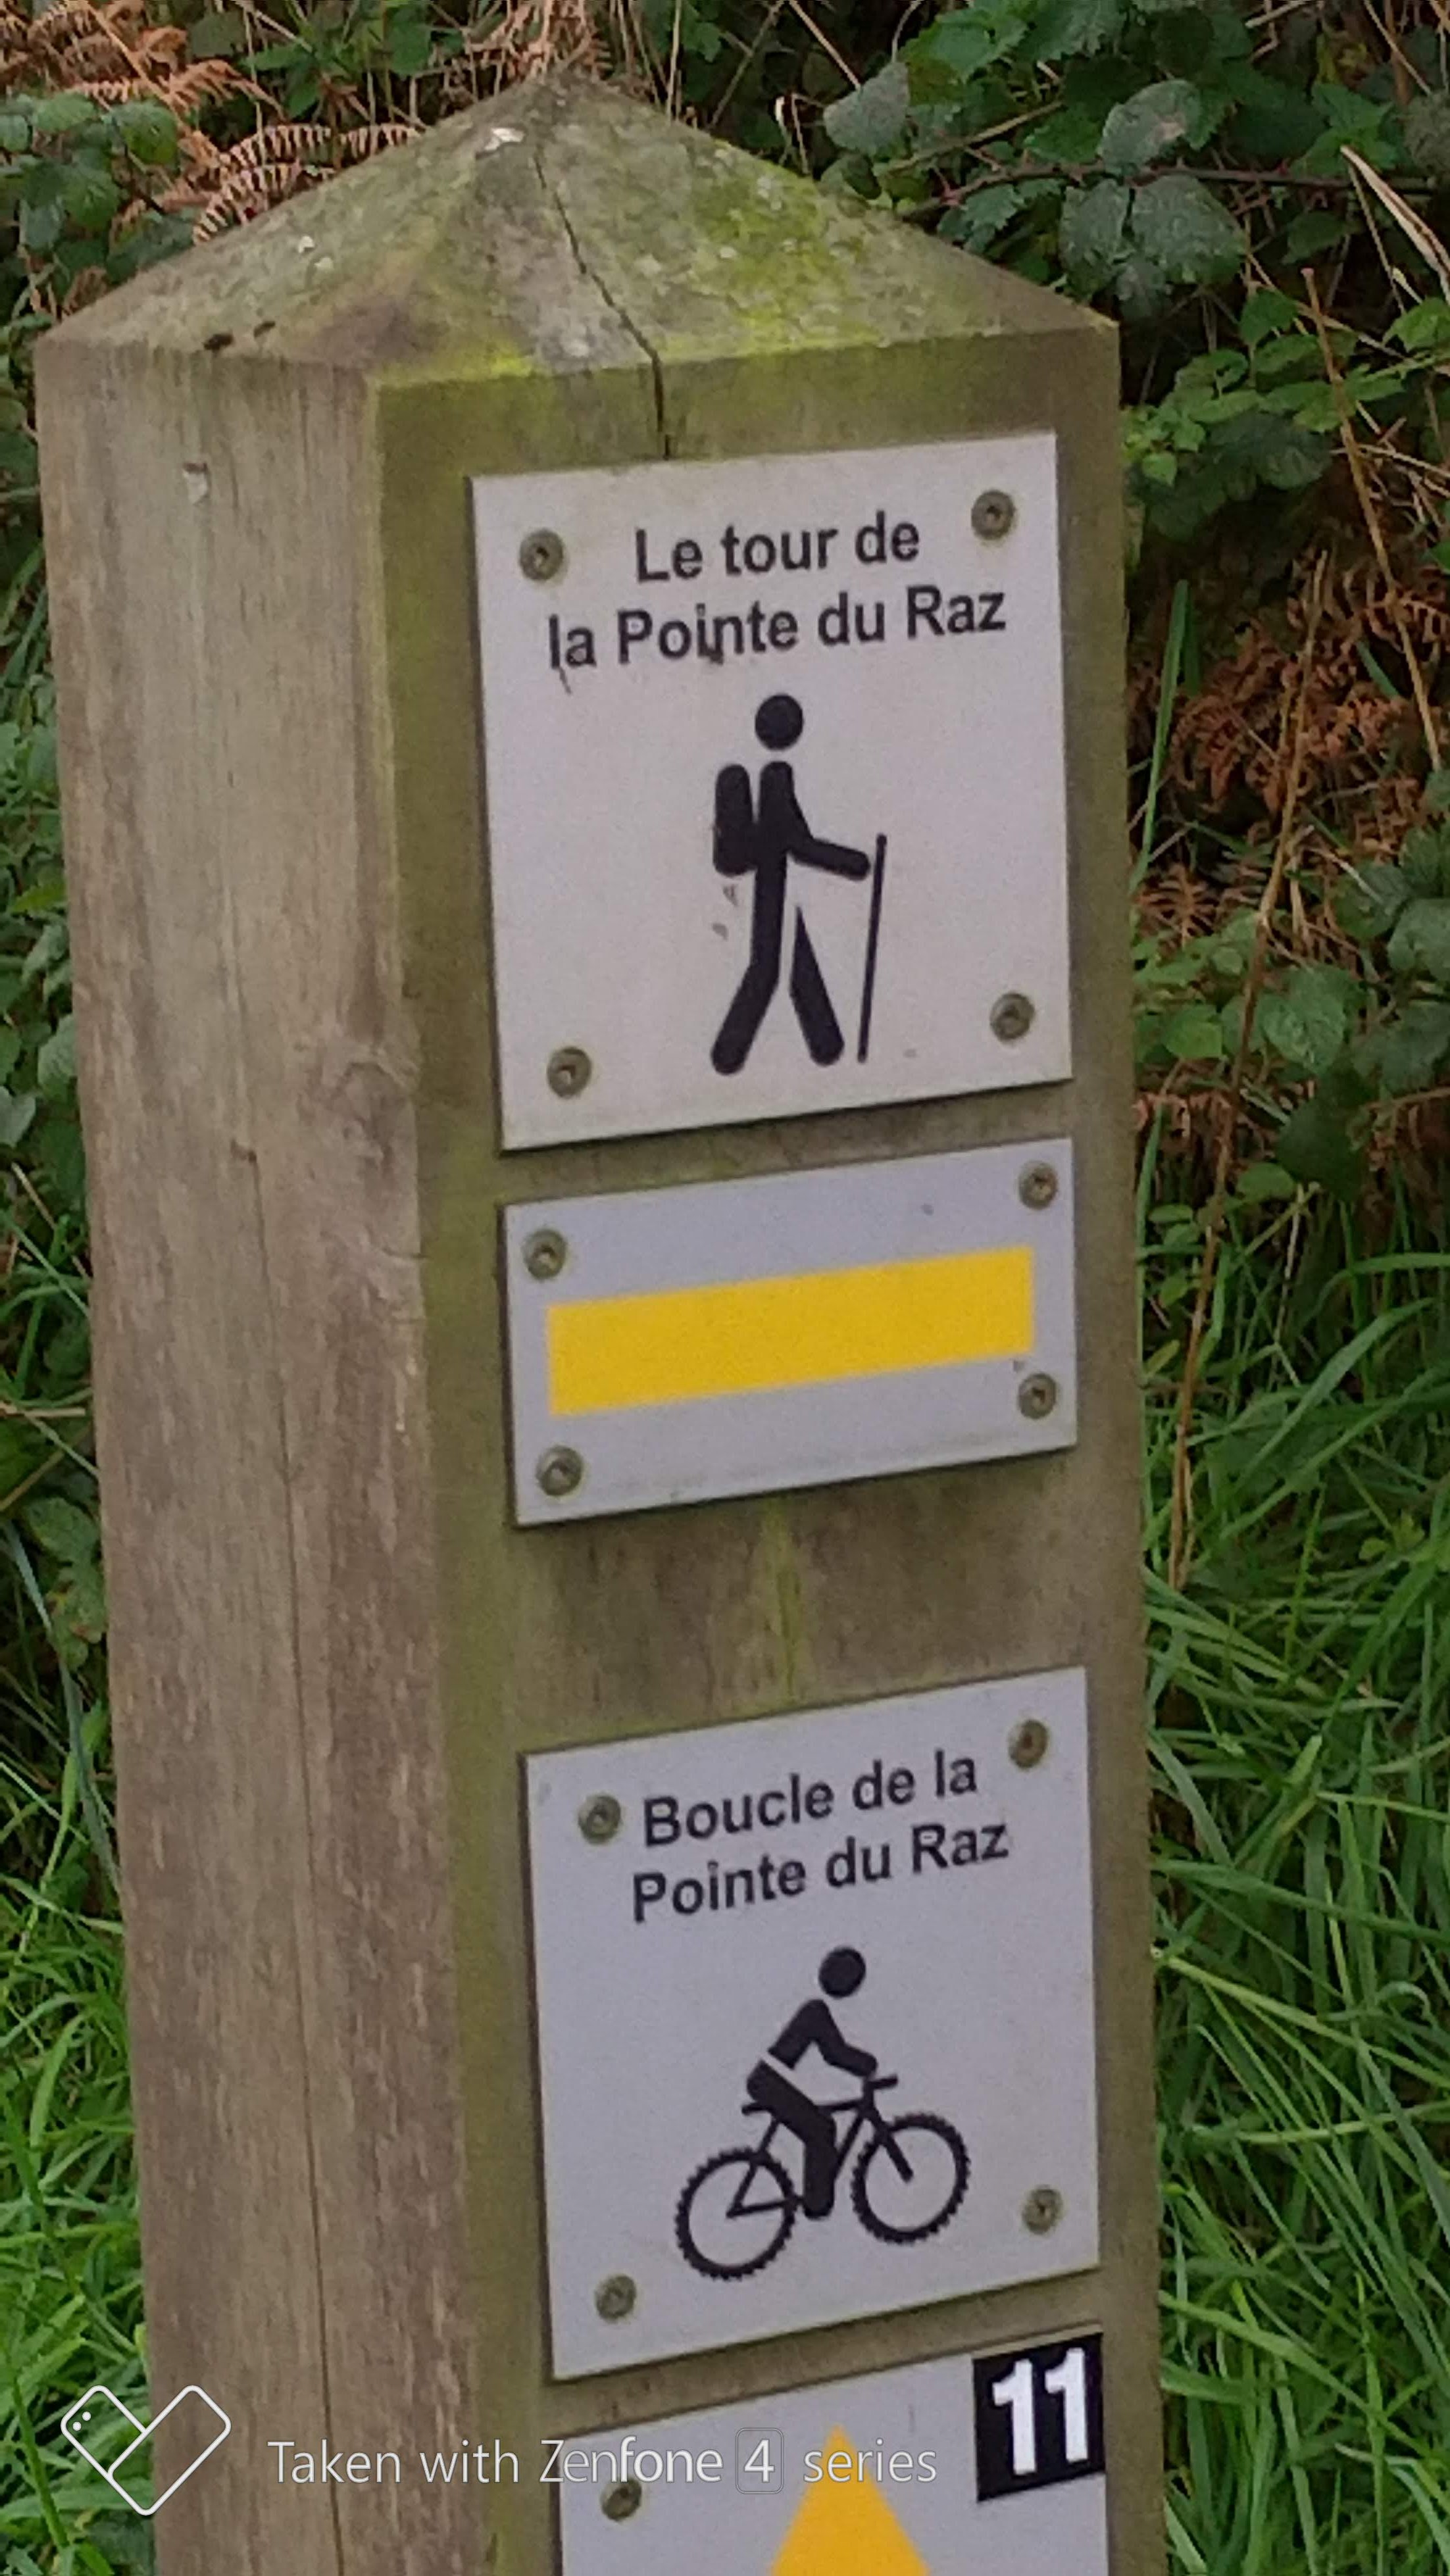 Le tour de
la Pointe du Raz
Boucle de la
Pointe du Raz
11
Taken with Zenfone 4 series